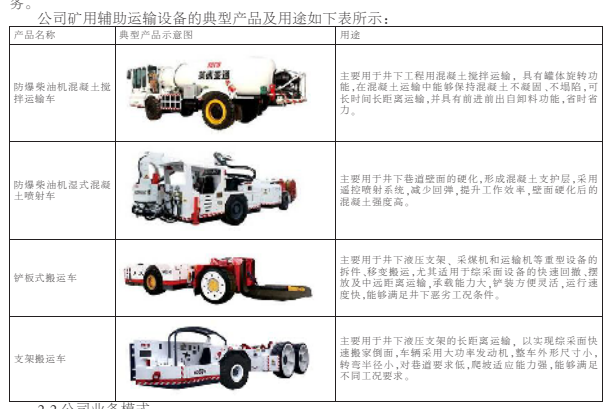 务。
公司矿用辅助运输设备的典型产品及用途如下表所示：
产品名称
典型产品示意图
用途
防爆柴油机混凝土搅
拌运输车
主要用于井下工程用混凝土搅拌运输，具有罐体旋转功
能,在混凝土运输中能够保持混凝土不凝固,不塌陷,可
长时间长距离运输,并具有前进前出自卸料功能,省时省
力。
防爆柴油机湿式混凝
土喷射车
主要用于井下巷道壁面的硬化,形成混凝土支护层,采用
遥控喷射系统,减少回弹,提升工作效率,壁面硬化后的
混凝土强度高。
铲板式搬运车
主要用于井下液压支架、采煤机和运输机等重型设备的
拆件、移变搬运,尤其适用于综采面设备的快速回撤、摆
放及中远距离运输,承载能力大,铲装方便灵活,运行速
度快,能够满足井下恶劣工况条件。
支架搬运车
主要用于井下液压支架的长距离运输，以实现综采面快
速搬家倒面,车辆采用大功率发动机,整车外形尺寸小,
转弯半径小,对巷道要求低,爬坡适应能力强,能够满足
不同工况要求。
2.2公司业务模式